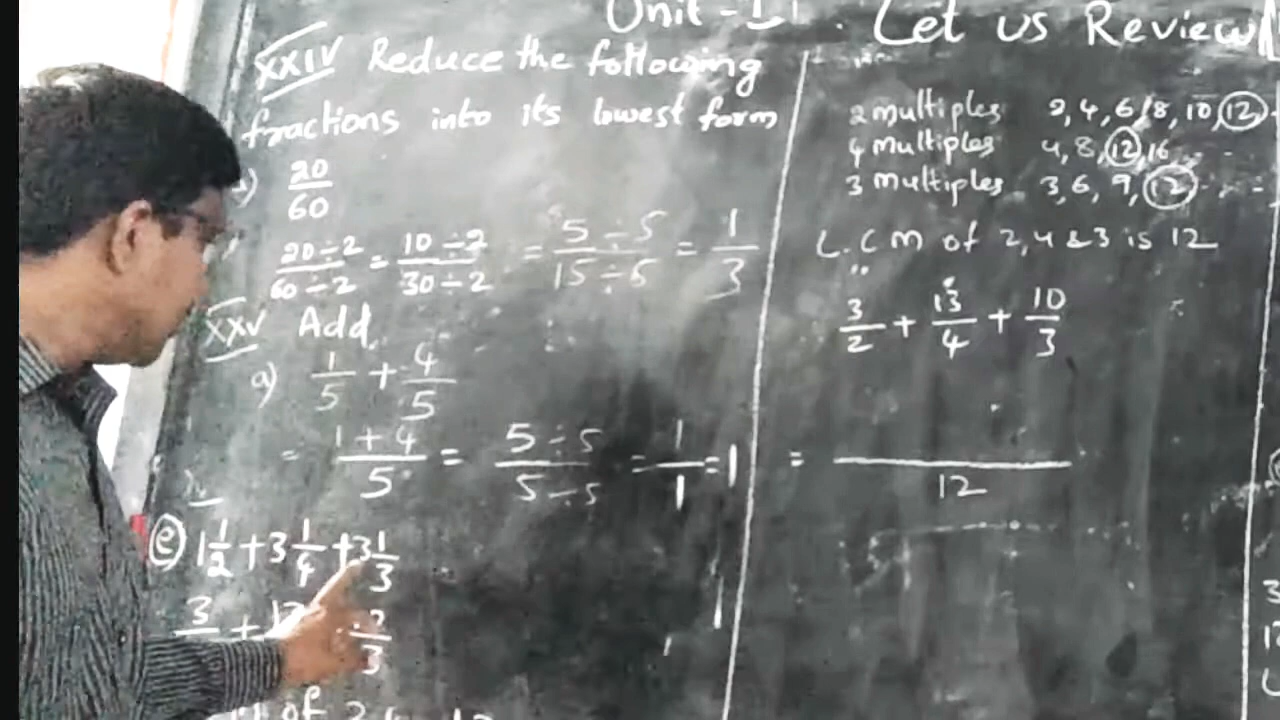 Unit - 11. Let us Review
XXIV Reduce the following
fractions into its lowest form
20/60
20÷2/60÷2 = 10÷2/30÷2 = 5÷5/15÷5 = 1/3
XXV Add
a) 1/5 + 4/5
= 1+4/5 = 5÷5/5÷5 = 1/1 = 1
e) 1 1/2 + 3 1/4 + 3 1/3
3 +
3
of 2
2 multiples 2, 4, 6, 8, 10, 12
4 multiples 4, 8, 12, 16
3 multiples 3, 6, 9, 12
L.C M of 2, 4 & 3 is 12
3/2 + 13/4 + 10/3
= /12